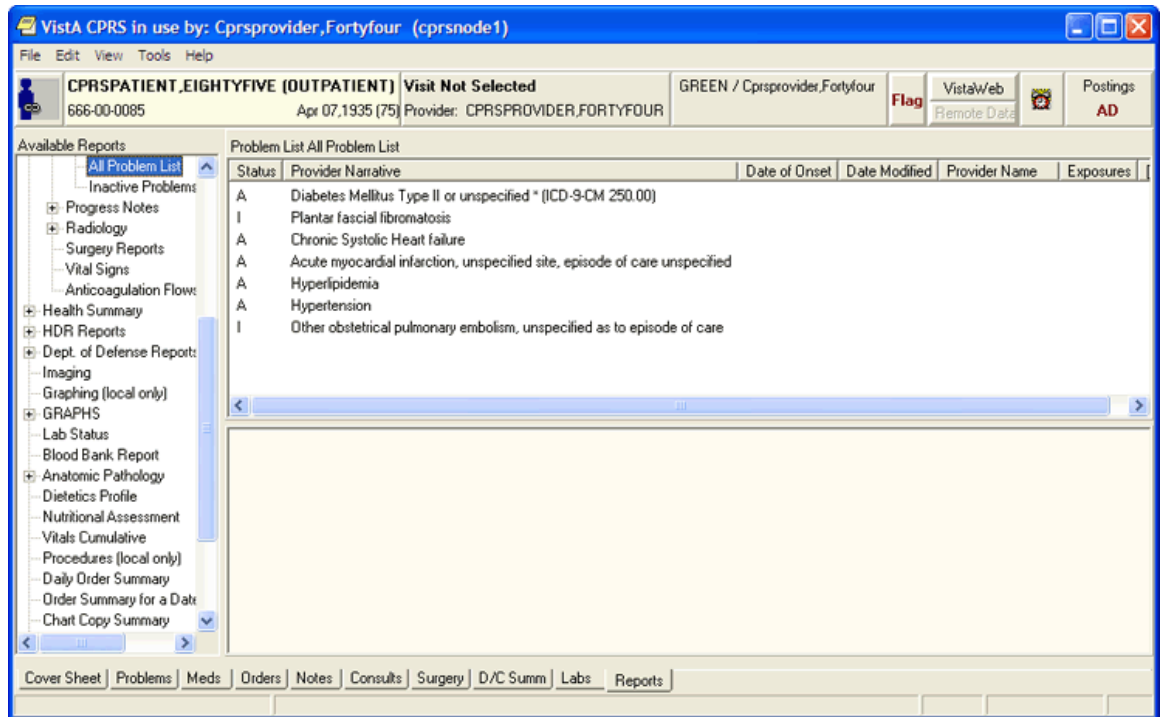 VistA CPRS in use by: Cprsprovider,Fortyfour (cprsnode1)
File Edit View Tools Help
CPRSPATIENT,EIGHTYFIVE (OUTPATIENT) Visit Not Selected GREEN / Cprsprovider,Fortyfour Flag VistaWeb Postings
666-00-0085 Apr 07,1935 (75) Provider: CPRSPROVIDER,FORTYFOUR Remote Data AD
Available Reports
All Problem List
Inactive Problems
Progress Notes
Radiology
Surgery Reports
Vital Signs
Anticoagulation Flows
Health Summary
HDR Reports
Dept. of Defense Reports
Imaging
Graphing (local only)
GRAPHS
Lab Status
Blood Bank Report
Anatomic Pathology
Dietetics Profile
Nutritional Assessment
Vitals Cumulative
Procedures (local only)
Daily Order Summary
Order Summary for a Date
Chart Copy Summary
Problem List All Problem List
Status Provider Narrative Date of Onset Date Modified Provider Name Exposures
A Diabetes Mellitus Type II or unspecified * (ICD-9-CM 250.00)
I Plantar fascial fibromatosis
A Chronic Systolic Heart failure
A Acute myocardial infarction, unspecified site, episode of care unspecified
A Hyperlipidemia
A Hypertension
I Other obstetrical pulmonary embolism, unspecified as to episode of care
Cover Sheet Problems Meds Orders Notes Consults Surgery D/C Summ Labs Reports